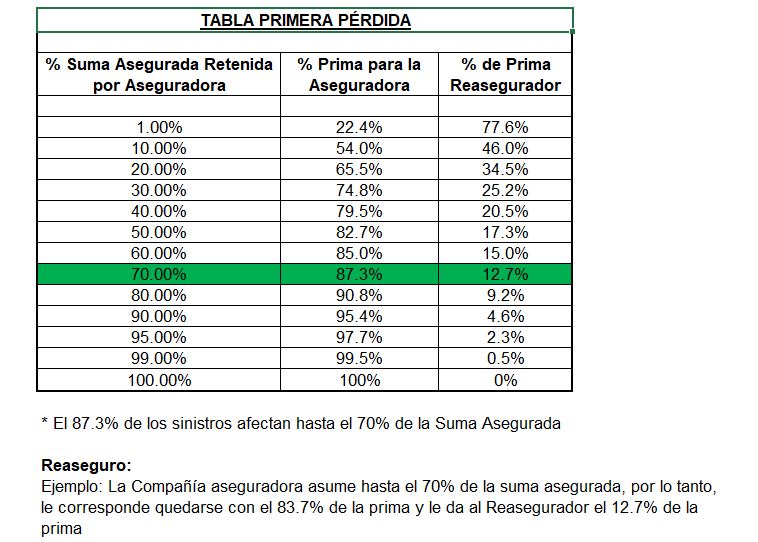 TABLA PRIMERA PÉRDIDA
% Suma Asegurada Retenida por Aseguradora % Prima para la Aseguradora % de Prima Reasegurador
1.00% 22.4% 77.6%
10.00% 54.0% 46.0%
20.00% 65.5% 34.5%
30.00% 74.8% 25.2%
40.00% 79.5% 20.5%
50.00% 82.7% 17.3%
60.00% 85.0% 15.0%
70.00% 87.3% 12.7%
80.00% 90.8% 9.2%
90.00% 95.4% 4.6%
95.00% 97.7% 2.3%
99.00% 99.5% 0.5%
100.00% 100% 0%
* El 87.3% de los sinistros afectan hasta el 70% de la Suma Asegurada
Reaseguro:
Ejemplo: La Compañía aseguradora asume hasta el 70% de la suma asegurada, por lo tanto,
le corresponde quedarse con el 83.7% de la prima y le da al Reasegurador el 12.7% de la
prima